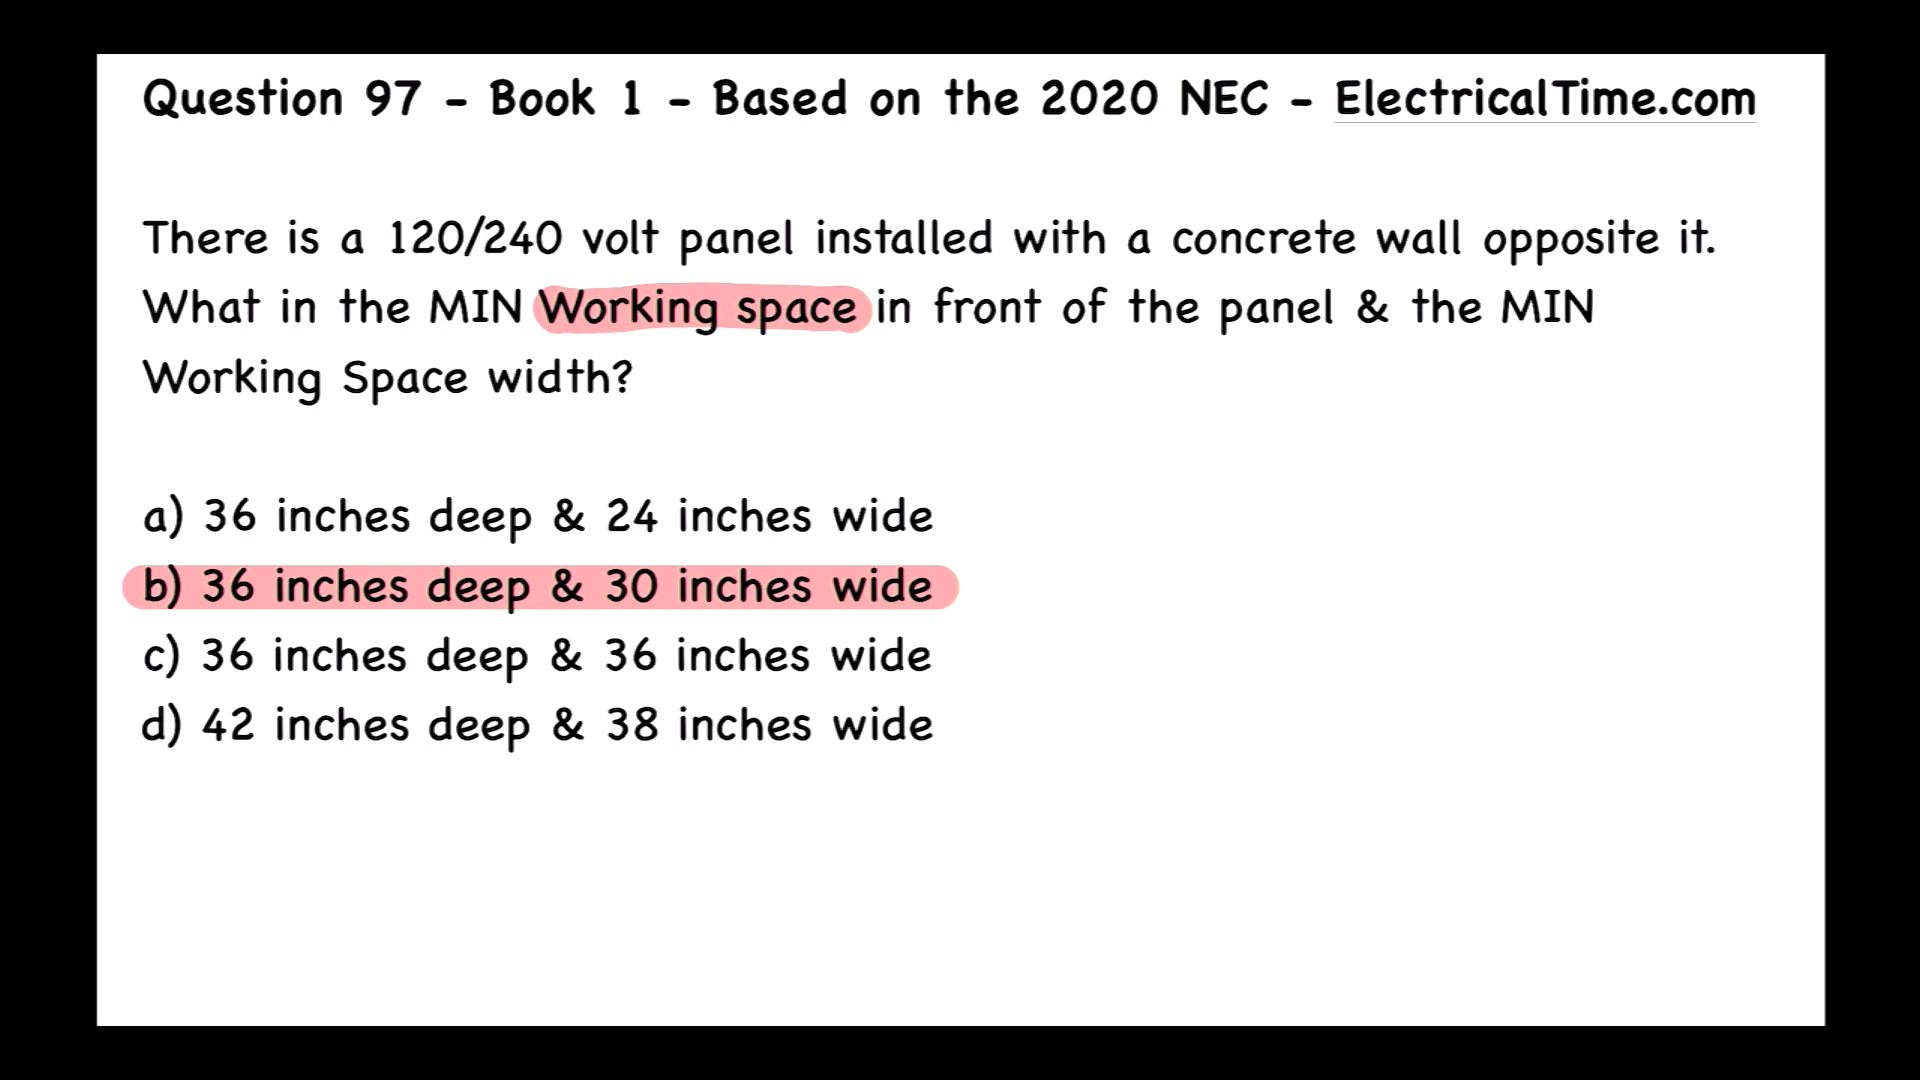 Question 97 - Book 1 - Based on the 2020 NEC - ElectricalTime.com
There is a 120/240 volt panel installed with a concrete wall opposite it.
What in the MIN Working space in front of the panel & the MIN
Working Space width?
a) 36 inches deep & 24 inches wide
b) 36 inches deep & 30 inches wide
c) 36 inches deep & 36 inches wide
d) 42 inches deep & 38 inches wide